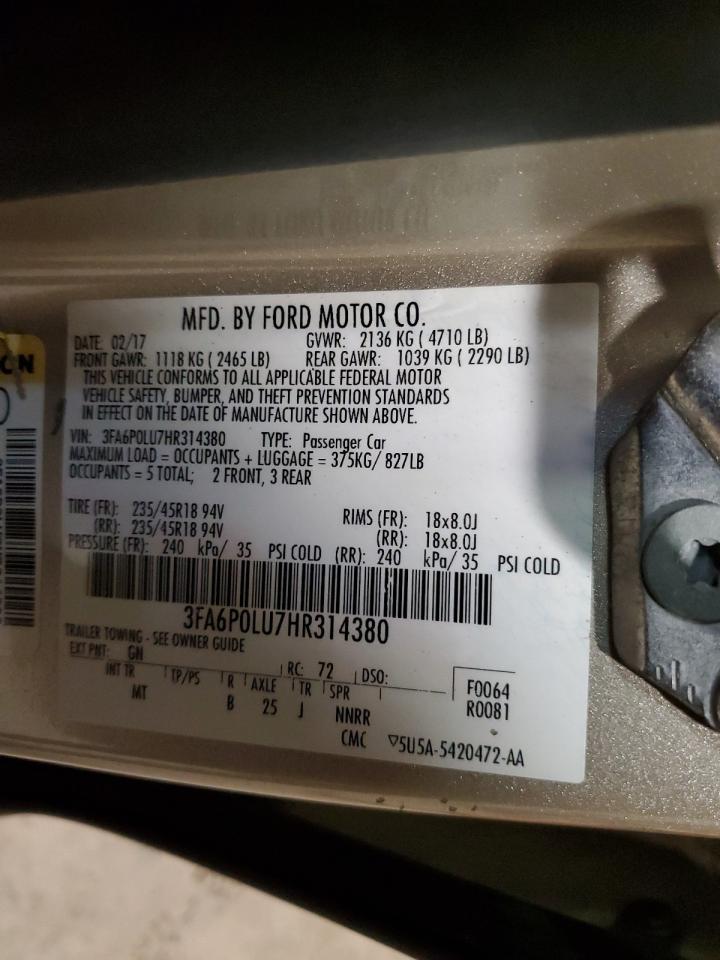 MFD. BY FORD MOTOR CO.
DATE: 02/17 GVWR: 2136 KG ( 4710 LB)
FRONT GAWR: 1118 KG ( 2465 LB) REAR GAWR: 1039 KG ( 2290 LB)
THIS VEHICLE CONFORMS TO ALL APPLICABLE FEDERAL MOTOR
VEHICLE SAFETY, BUMPER, AND THEFT PREVENTION STANDARDS
IN EFFECT ON THE DATE OF MANUFACTURE SHOWN ABOVE.
VIN: 3FA6P0LU7HR314380 TYPE: Passenger Car
MAXIMUM LOAD = OCCUPANTS + LUGGAGE = 375KG/ 827LB
OCCUPANTS = 5 TOTAL; 2 FRONT, 3 REAR
TIRE (FR): 235/45R18 94V RIMS (FR): 18x8.0J
(RR): 235/45R18 94V (RR): 18x8.0J
PRESSURE (FR): 240 kPa/ 35 PSI COLD (RR): 240 kPa/ 35 PSI COLD
3FA6P0LU7HR314380
TRAILER TOWING - SEE OWNER GUIDE
EXT PNT: GN RC: 72 DSO:
INT TR TP/PS R AXLE TR SPR F0064
MT B 25 J NNRR R0081
CMC ▽5U5A-5420472-AA